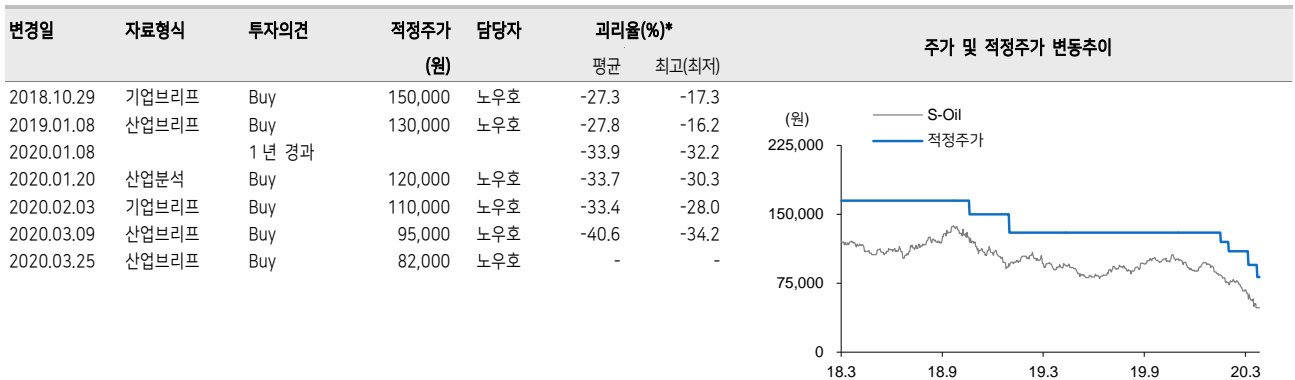 변경일 자료형식 투자의견 적정주가 담당자 괴리율(%)* 주가 및 적정주가 변동추이
(원) 평균 최고(최저)
2018.10.29 기업브리프 Buy 150,000 노우호 -27.3 -17.3
2019.01.08 산업브리프 Buy 130,000 노우호 -27.8 -16.2
2020.01.08 1년 경과 -33.9 -32.2
2020.01.20 산업분석 Buy 120,000 노우호 -33.7 -30.3
2020.02.03 기업브리프 Buy 110,000 노우호 -33.4 -28.0
2020.03.09 산업브리프 Buy 95,000 노우호 -40.6 -34.2
2020.03.25 산업브리프 Buy 82,000 노우호 - -
(원) S-Oil
적정주가
225,000
150,000
75,000
0
18.3 18.9 19.3 19.9 20.3